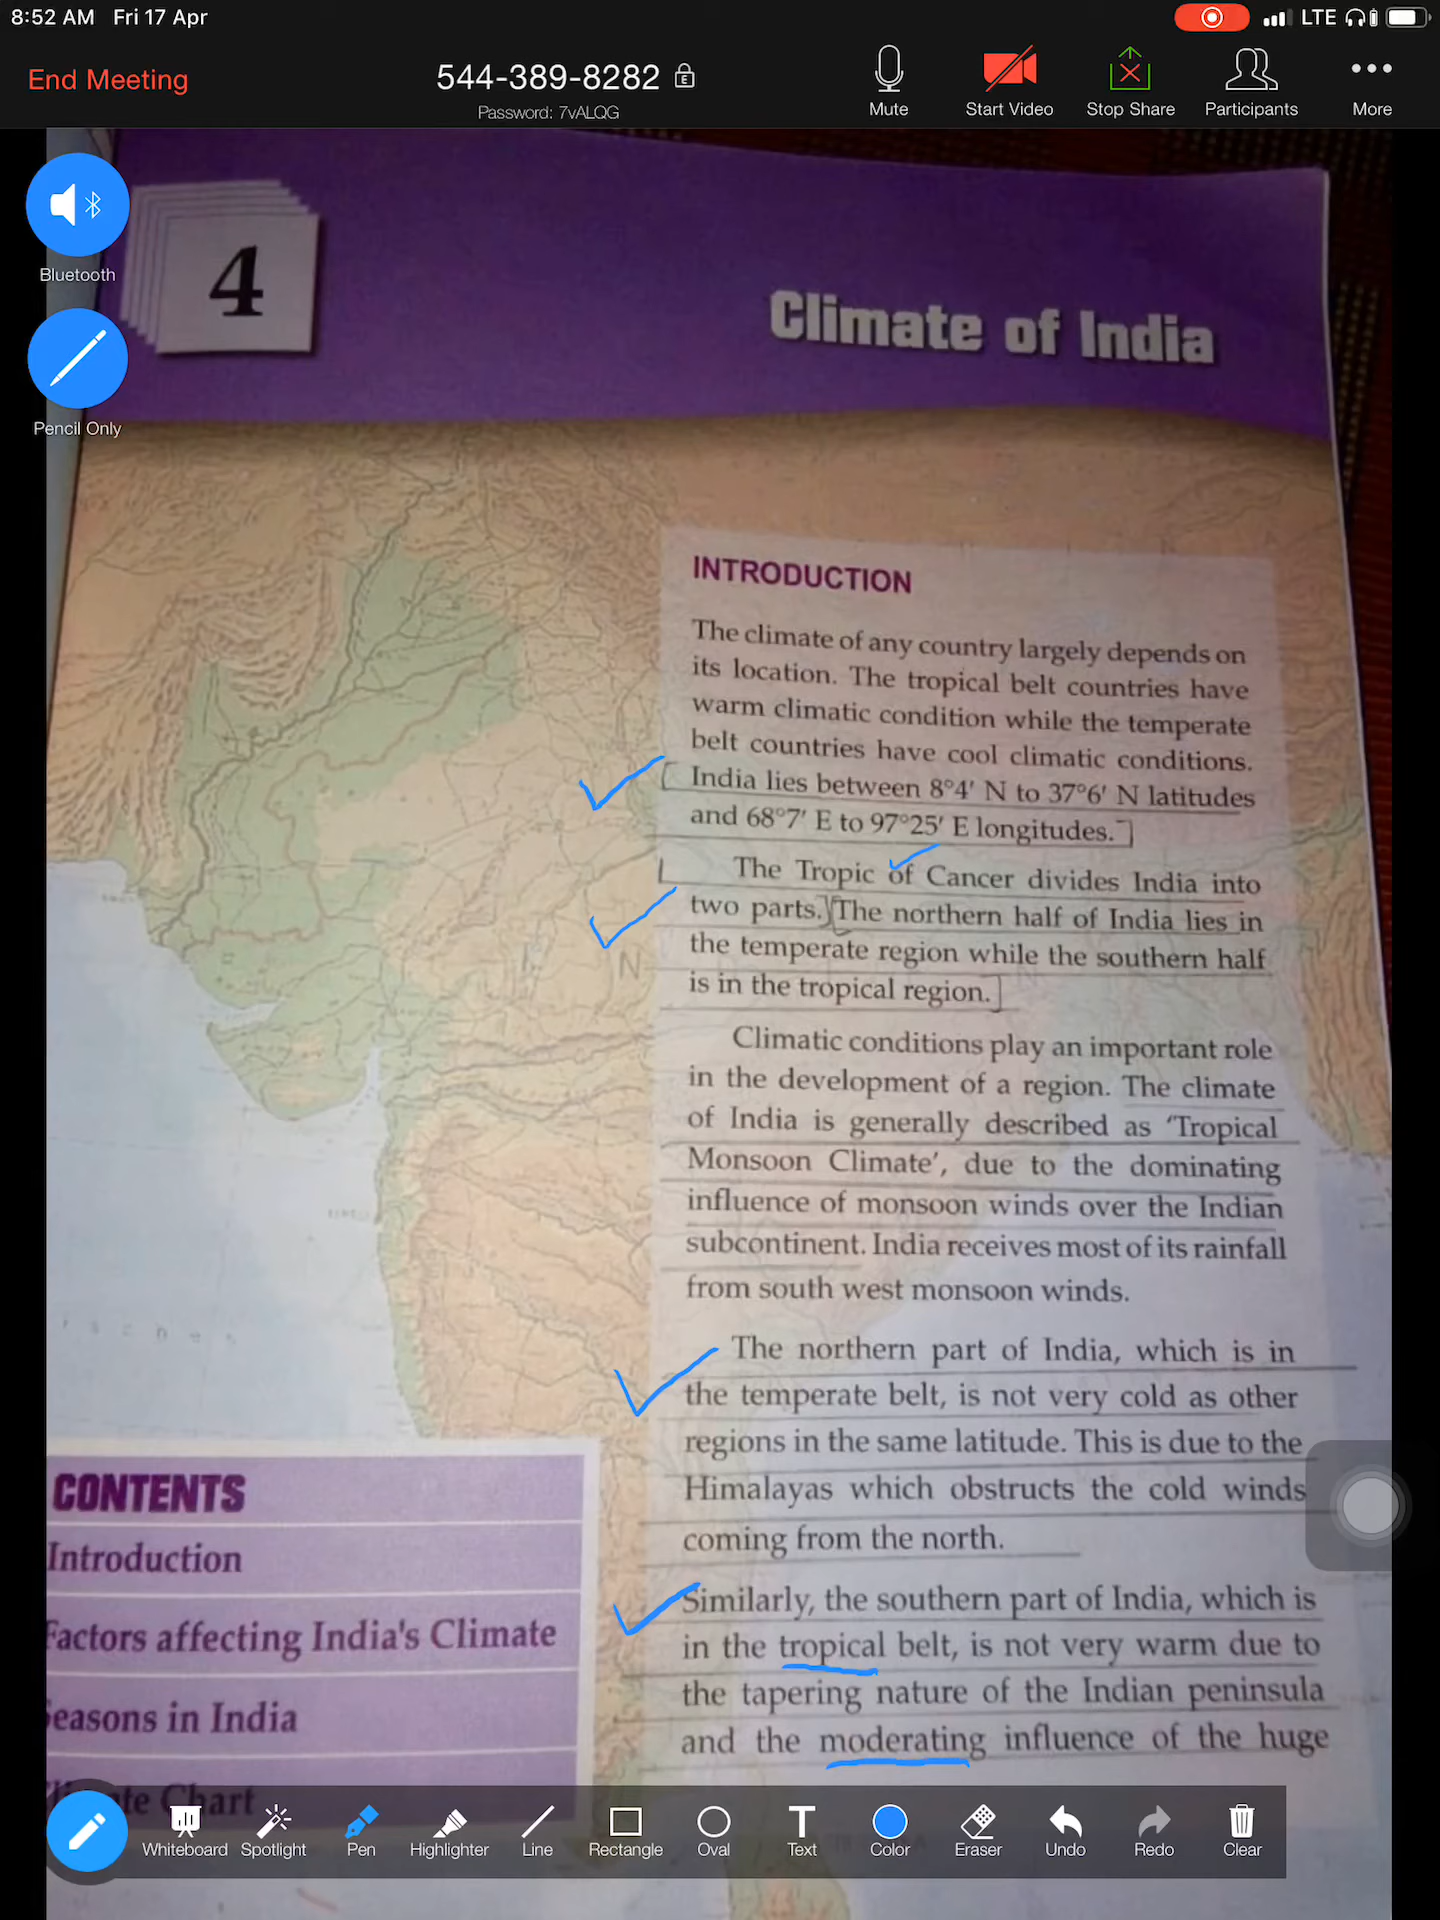 8:52 AM Fri 17 Apr
LTE
End Meeting
544-389-8282
Password: 7vALQG
Mute
Start Video
Stop Share
Participants
More
Bluetooth
Pencil Only
4
Climate of India
INTRODUCTION
The climate of any country largely depends on
its location. The tropical belt countries have
warm climatic condition while the temperate
belt countries have cool climatic conditions.
India lies between 8°4′ N to 37°6′ N latitudes
and 68°7′ E to 97°25′ E longitudes.
The Tropic of Cancer divides India into
two parts. The northern half of India lies in
the temperate region while the southern half
is in the tropical region.
Climatic conditions play an important role
in the development of a region. The climate
of India is generally described as ‘Tropical
Monsoon Climate’, due to the dominating
influence of monsoon winds over the Indian
subcontinent. India receives most of its rainfall
from south west monsoon winds.
The northern part of India, which is in
the temperate belt, is not very cold as other
regions in the same latitude. This is due to the
Himalayas which obstructs the cold winds
coming from the north.
Similarly, the southern part of India, which is
in the tropical belt, is not very warm due to
the tapering nature of the Indian peninsula
and the moderating influence of the huge
N
CONTENTS
Introduction
Factors affecting India's Climate
Seasons in India
Chart
Whiteboard
Spotlight
Pen
Highlighter
Line
Rectangle
Oval
Text
Color
Eraser
Undo
Redo
Clear